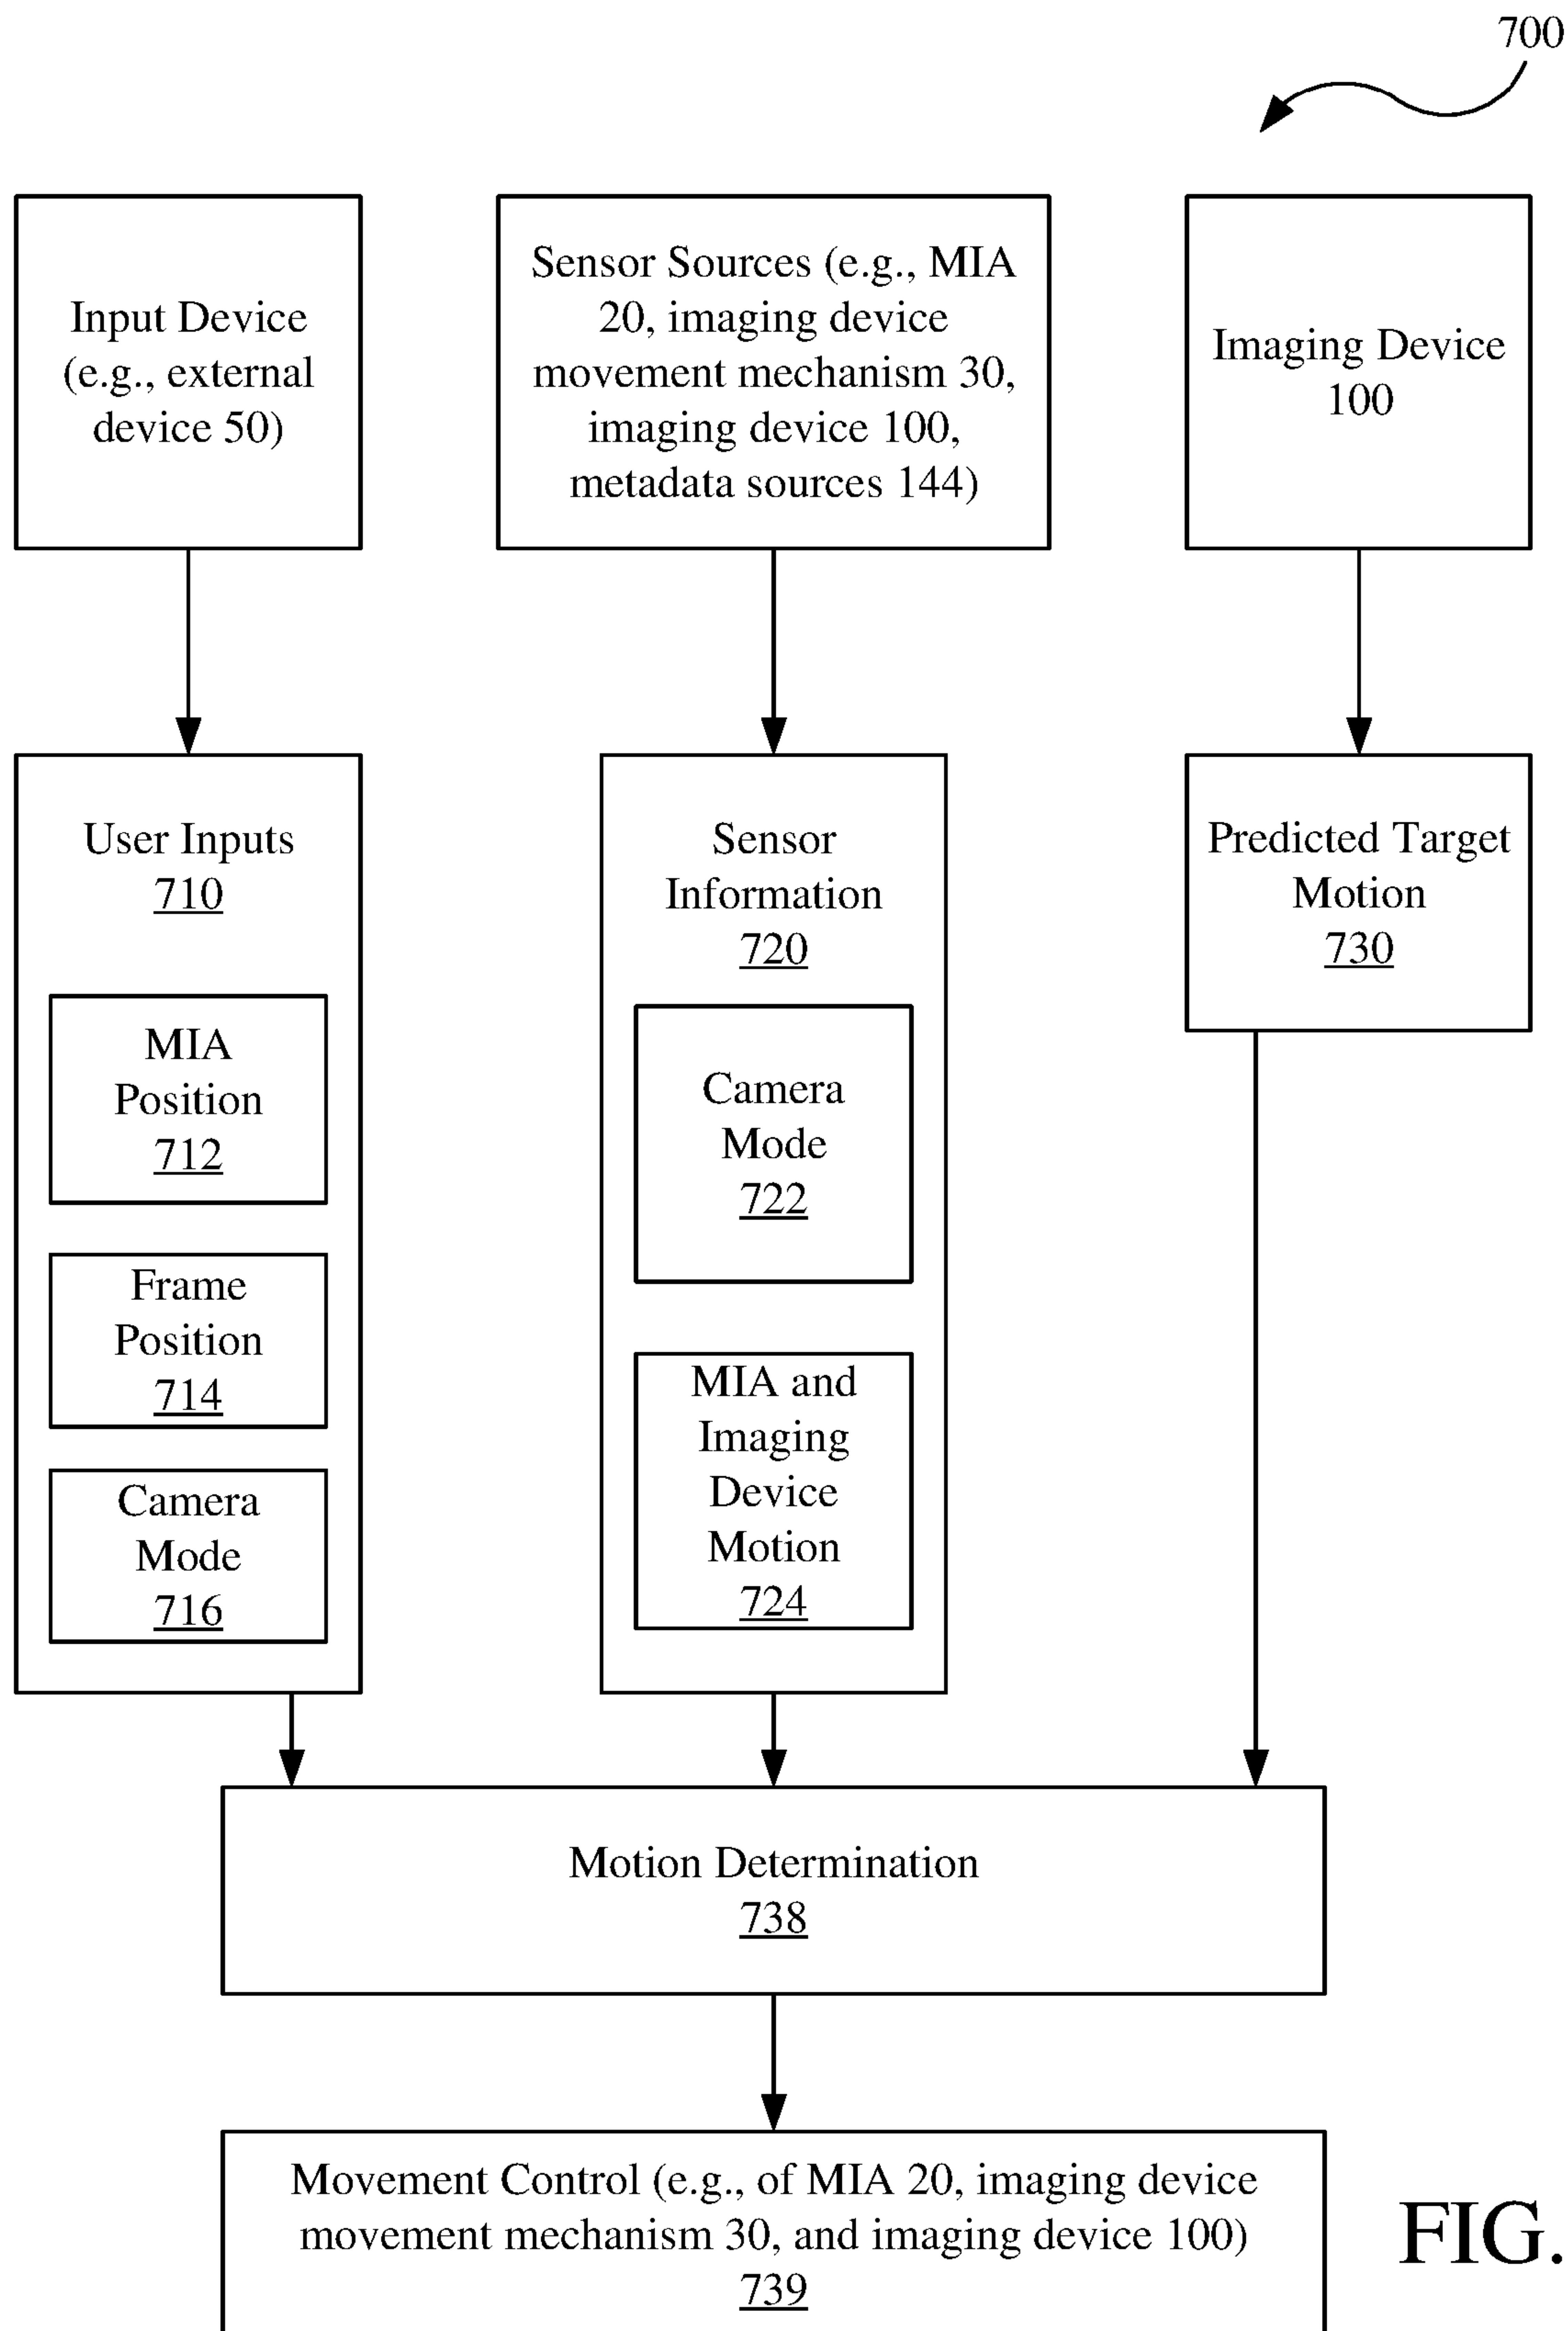 700
Input Device
(e.g., external
device 50)
Sensor Sources (e.g., MIA
20, imaging device
movement mechanism 30,
imaging device 100,
metadata sources 144)
Imaging Device
100
User Inputs
710
MIA
Position
712
Frame
Position
714
Camera
Mode
716
Sensor
Information
720
Camera
Mode
722
MIA and
Imaging
Device
Motion
724
Predicted Target
Motion
730
Motion Determination
738
Movement Control (e.g., of MIA 20, imaging device
movement mechanism 30, and imaging device 100)
739
FIG.